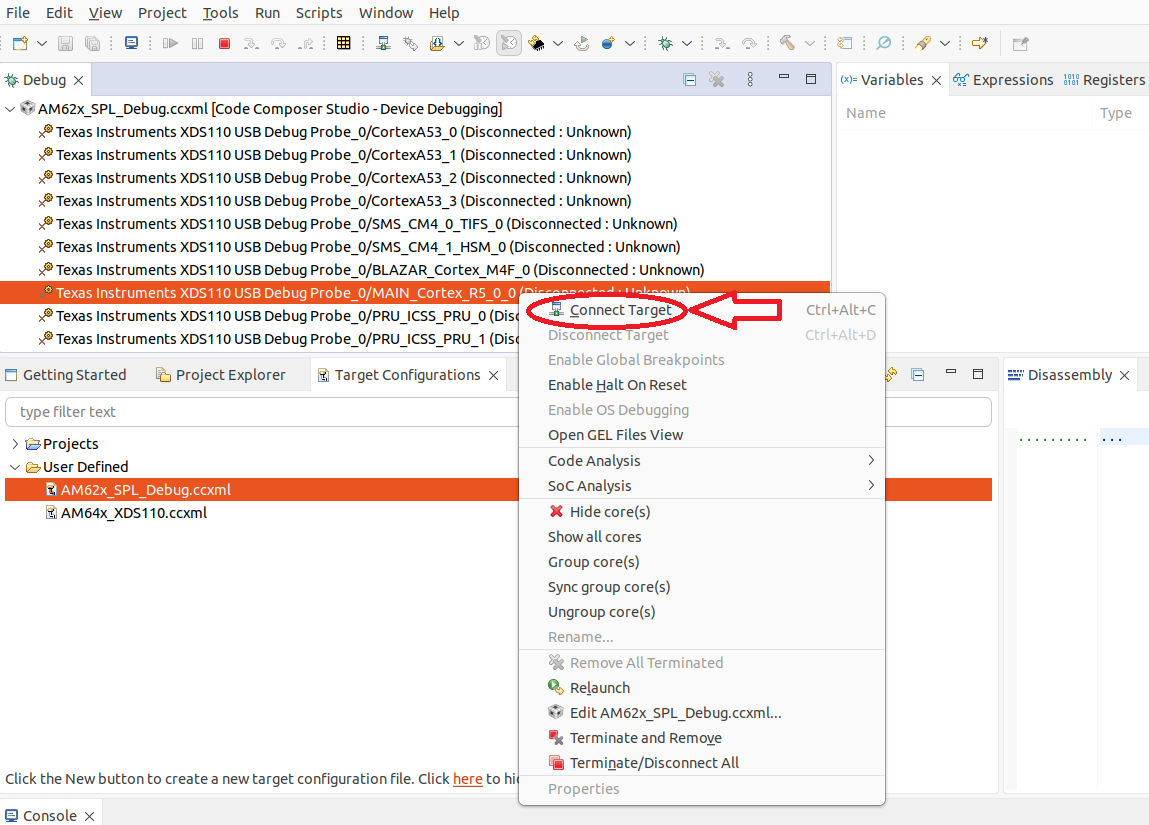 File Edit View Project Tools Run Scripts Window Help
Debug
AM62x_SPL_Debug.ccxml [Code Composer Studio - Device Debugging]
Texas Instruments XDS110 USB Debug Probe_0/CortexA53_0 (Disconnected : Unknown)
Texas Instruments XDS110 USB Debug Probe_0/CortexA53_1 (Disconnected : Unknown)
Texas Instruments XDS110 USB Debug Probe_0/CortexA53_2 (Disconnected : Unknown)
Texas Instruments XDS110 USB Debug Probe_0/CortexA53_3 (Disconnected : Unknown)
Texas Instruments XDS110 USB Debug Probe_0/SMS_CM4_0_TIFS_0 (Disconnected : Unknown)
Texas Instruments XDS110 USB Debug Probe_0/SMS_CM4_1_HSM_0 (Disconnected : Unknown)
Texas Instruments XDS110 USB Debug Probe_0/BLAZAR_Cortex_M4F_0 (Disconnected : Unknown)
Texas Instruments XDS110 USB Debug Probe_0/MAIN_Cortex_R5_0_0 (Disconnected : Unknown)
Texas Instruments XDS110 USB Debug Probe_0/PRU_ICSS_PRU_0 (Disc
Texas Instruments XDS110 USB Debug Probe_0/PRU_ICSS_PRU_1 (Disc
(x)= Variables Expressions Registers
Name Type
Connect Target Ctrl+Alt+C
Disconnect Target Ctrl+Alt+D
Enable Global Breakpoints
Enable Halt On Reset
Enable OS Debugging
Open GEL Files View
Code Analysis
SoC Analysis
Hide core(s)
Show all cores
Group core(s)
Sync group core(s)
Ungroup core(s)
Rename...
Remove All Terminated
Relaunch
Edit AM62x_SPL_Debug.ccxml...
Terminate and Remove
Terminate/Disconnect All
Properties
Getting Started Project Explorer Target Configurations
type filter text
Projects
User Defined
AM62x_SPL_Debug.ccxml
AM64x_XDS110.ccxml
Click the New button to create a new target configuration file. Click here to hid
Disassembly
......... ...
Console